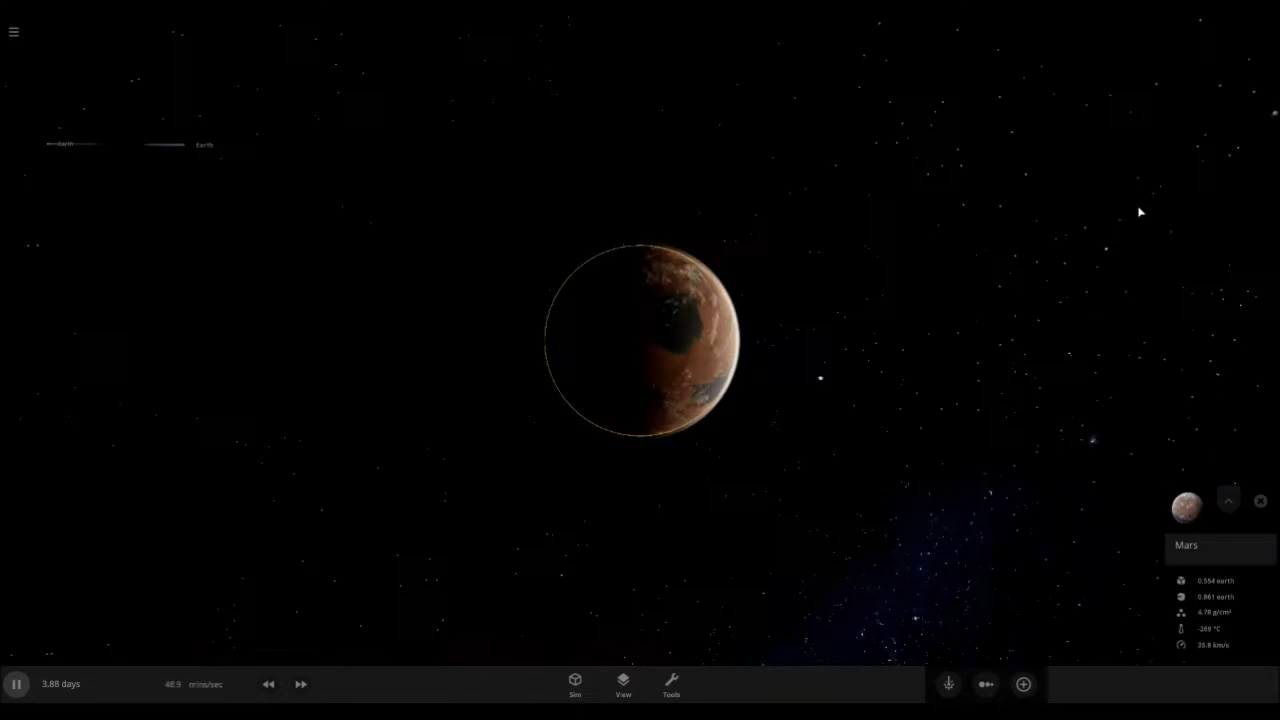 Earth
Earth
Mars
0.554 earth
0.861 earth
4.78 g/cm³
-269 °C
35.8 km/s
3.88 days
48.9 mins/sec
Sim
View
Tools